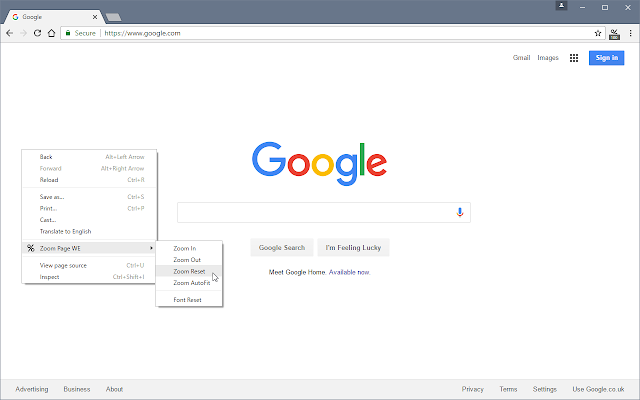 Google
Secure https://www.google.com
Gmail Images Sign in
Google
Back Alt+Left Arrow
Forward Alt+Right Arrow
Reload Ctrl+R
Save as... Ctrl+S
Print... Ctrl+P
Cast...
Translate to English
Zoom Page WE
View page source Ctrl+U
Inspect Ctrl+Shift+I
Zoom In
Zoom Out
Zoom Reset
Zoom AutoFit
Font Reset
Google Search I'm Feeling Lucky
Meet Google Home. Available now.
Advertising Business About Privacy Terms Settings Use Google.co.uk